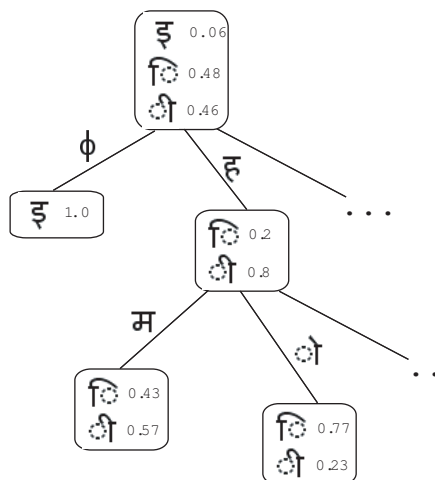 इ 0.06
ि 0.48
ी 0.46
ϕ
ह
इ 1.0
...
ि 0.2
ी 0.8
म
ो
..
ि 0.43
ी 0.57
ि 0.77
ी 0.23